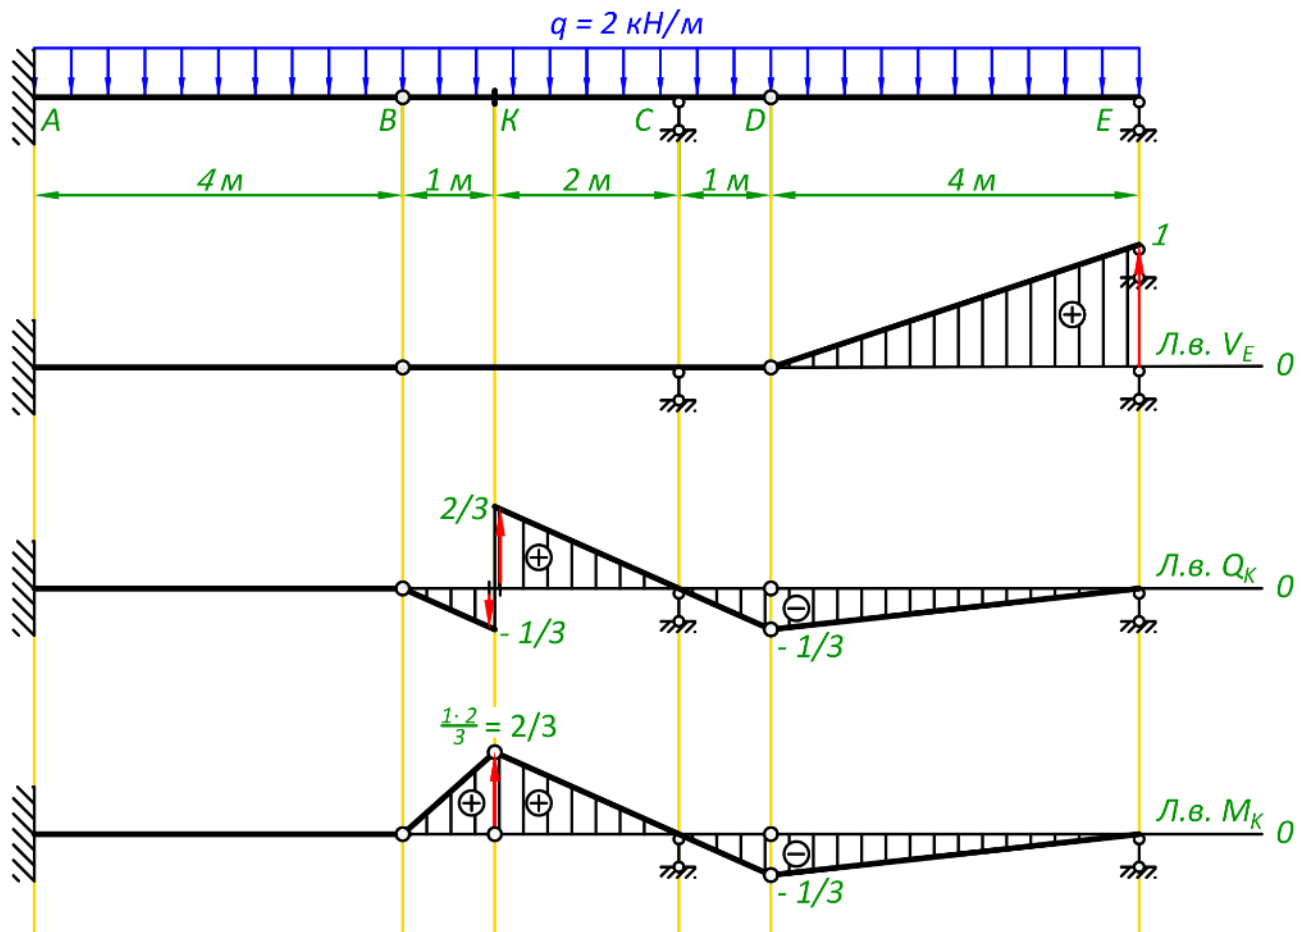 q = 2 кН/м
A B К C D E
4 м 1 м 2 м 1 м 4 м
1
Л.в. V_E 0
2/3
Л.в. Q_K 0
- 1/3
- 1/3
1·2/3 = 2/3
Л.в. M_K 0
- 1/3